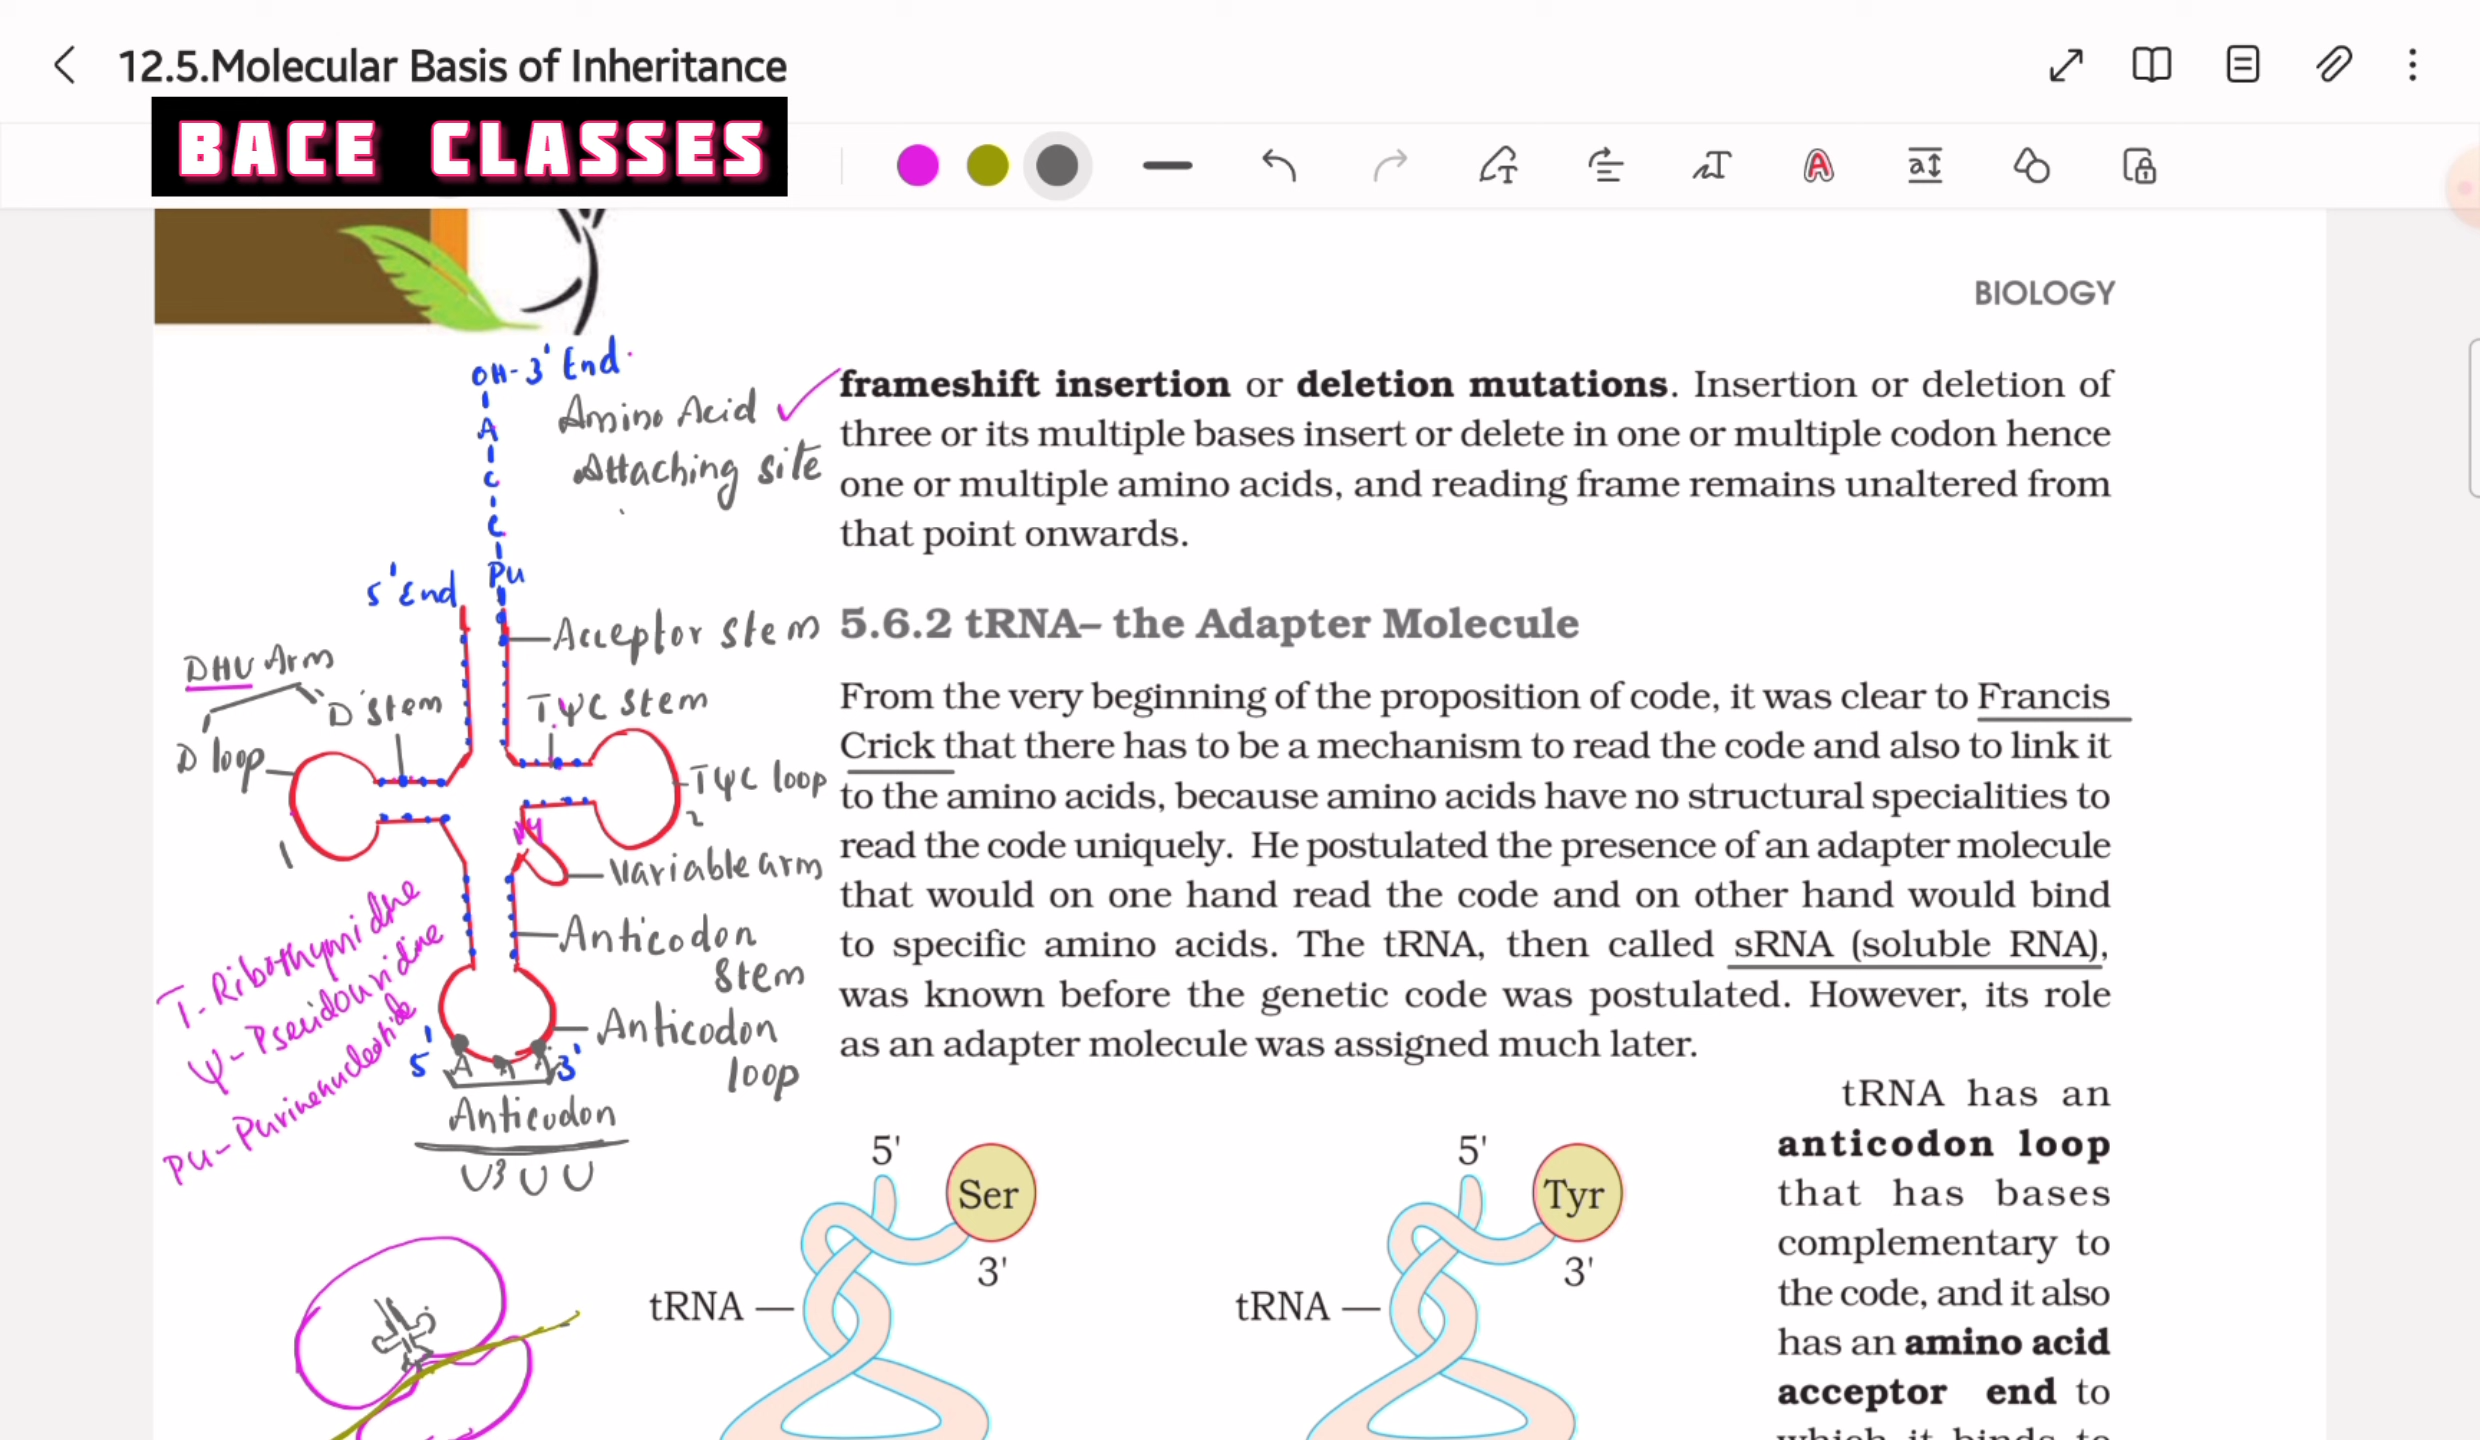 12.5.Molecular Basis of Inheritance
BACE CLASSES
BIOLOGY
OH-3' End
A
C
C
Pu
Amino Acid
Attaching site
5' End
Acceptor stem
DHU Arm
D stem
D loop
TψC stem
TψC loop
2
1
Variable arm
Anticodon
Stem
Anticodon
loop
T-Ribothymidine
ψ-Pseudouridine
PU-Purinenucleotide
5'
A A A
3'
Anticodon
U3 U U
frameshift insertion or deletion mutations. Insertion or deletion of
three or its multiple bases insert or delete in one or multiple codon hence
one or multiple amino acids, and reading frame remains unaltered from
that point onwards.
5.6.2 tRNA– the Adapter Molecule
From the very beginning of the proposition of code, it was clear to Francis
Crick that there has to be a mechanism to read the code and also to link it
to the amino acids, because amino acids have no structural specialities to
read the code uniquely. He postulated the presence of an adapter molecule
that would on one hand read the code and on other hand would bind
to specific amino acids. The tRNA, then called sRNA (soluble RNA),
was known before the genetic code was postulated. However, its role
as an adapter molecule was assigned much later.
tRNA has an
anticodon loop
that has bases
complementary to
the code, and it also
has an amino acid
acceptor end to
which it binds to
5'
Ser
3'
tRNA
5'
Tyr
3'
tRNA